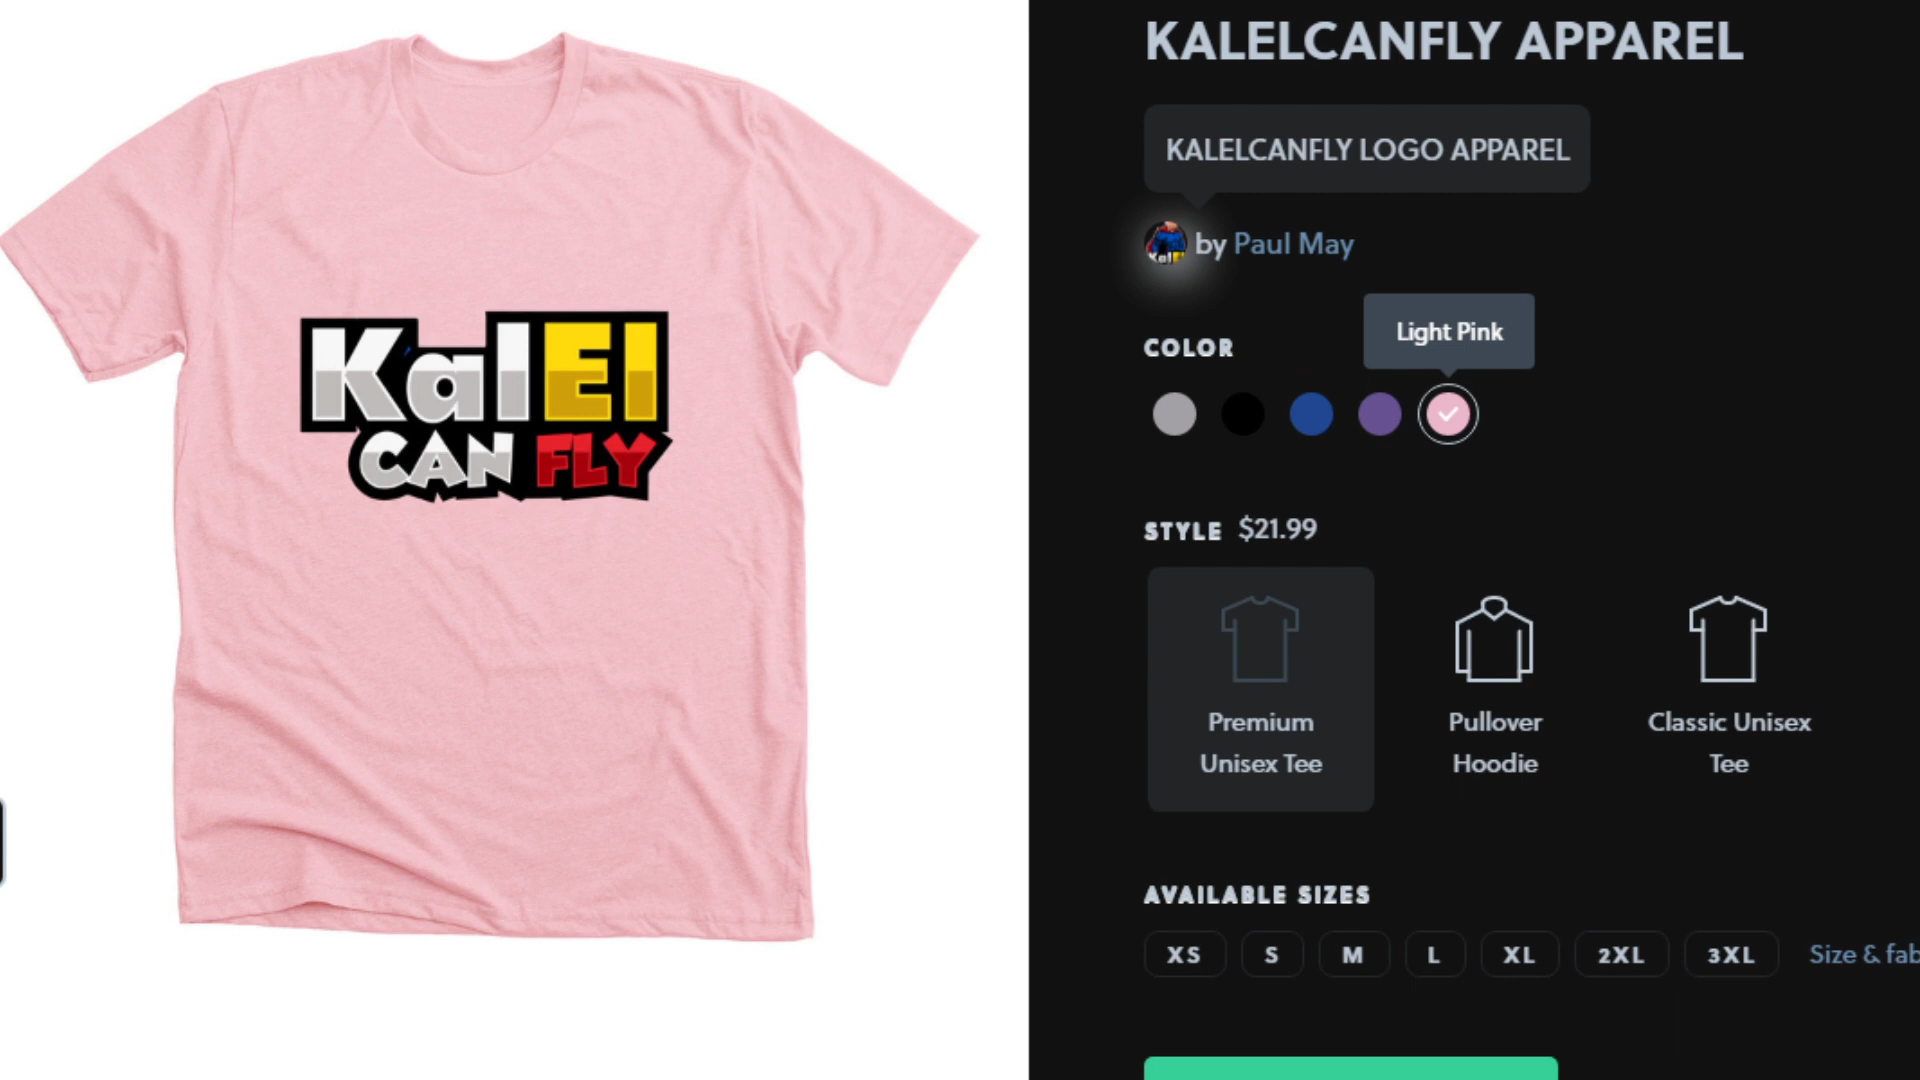 KalEl
CAN FLY
KALELCANFLY APPAREL
KALELCANFLY LOGO APPAREL
by Paul May
Light Pink
COLOR
STYLE $21.99
Premium
Unisex Tee
Pullover
Hoodie
Classic Unisex
Tee
AVAILABLE SIZES
XS S M L XL 2XL 3XL Size & fab